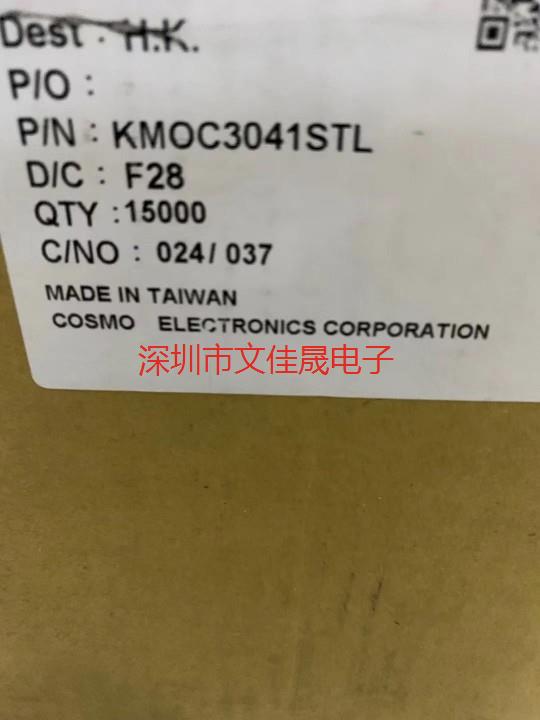 Dest : H.K.
P/O :
P/N : KMOC3041STL
D/C : F28
QTY :15000
C/NO : 024/ 037
MADE IN TAIWAN
COSMO ELECTRONICS CORPORATION
深圳市文佳晟电子